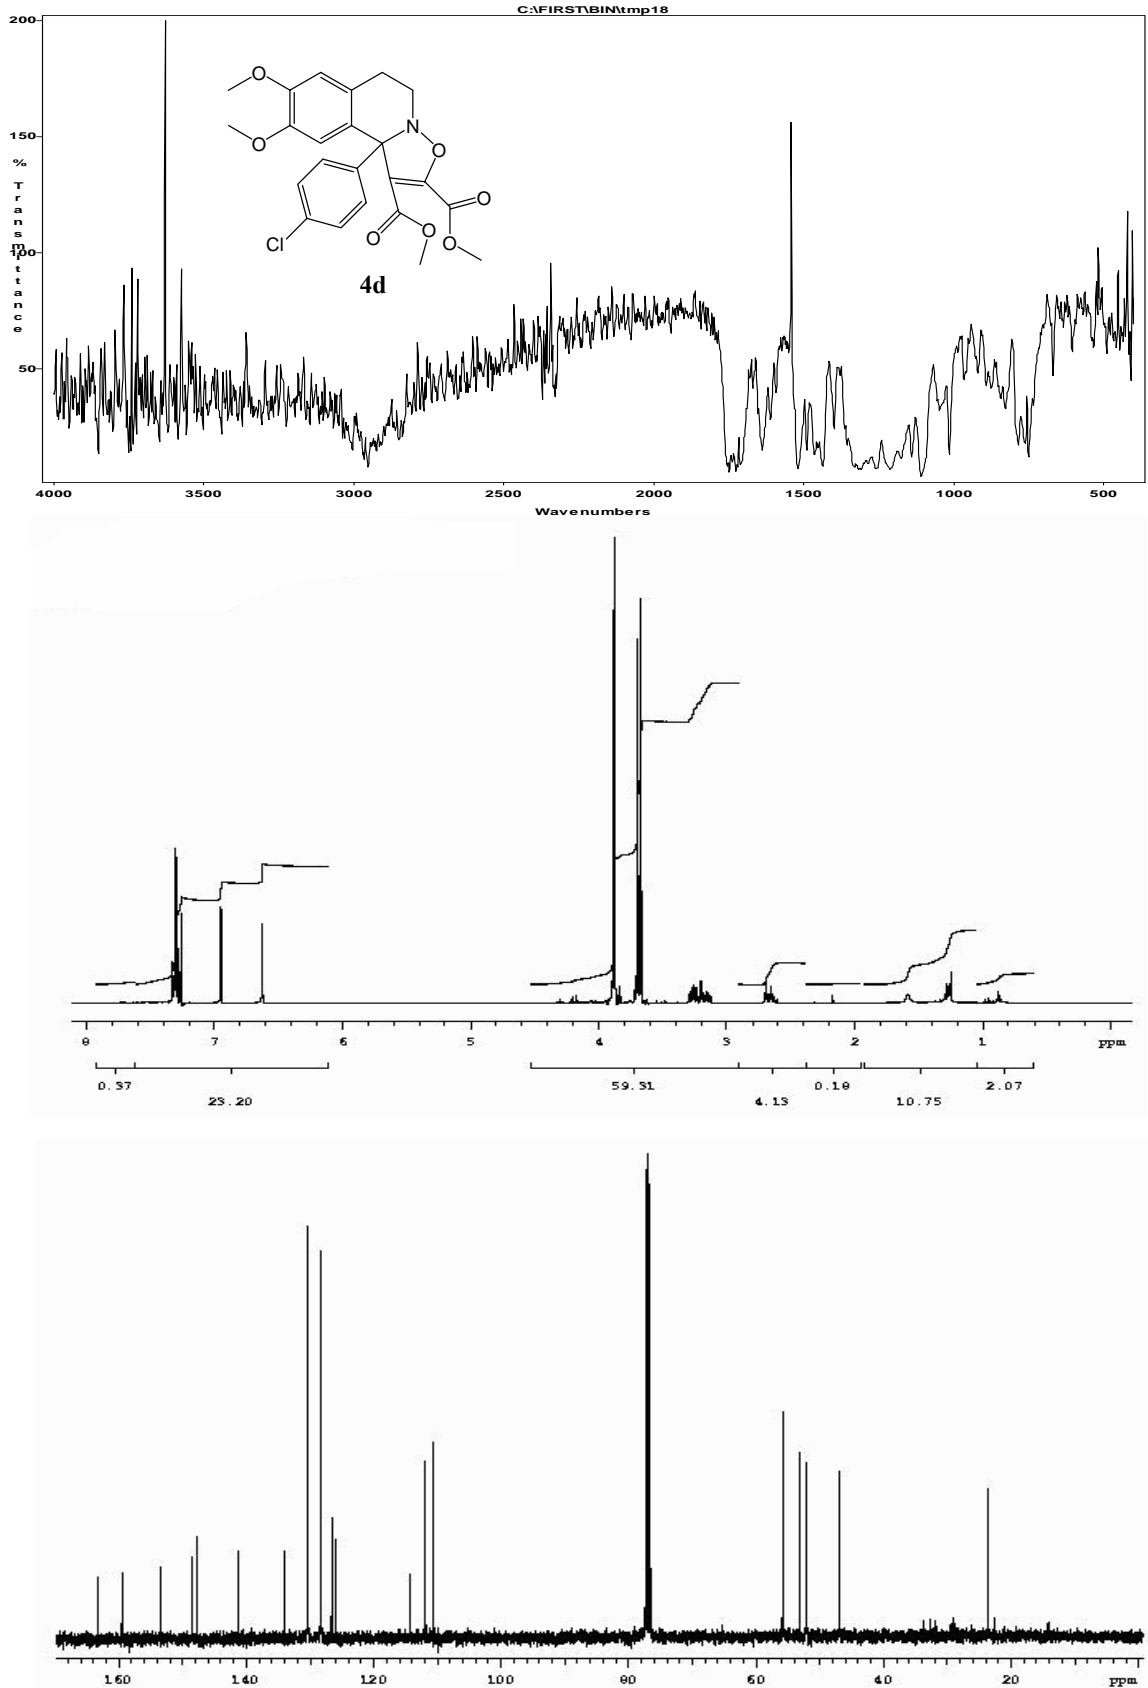 C:\FIRST\BIN\tmp18
200
150
100
50
% Transmittance
O
O
N
O
O
O
O
O
Cl
4d
4000 3500 3000 2500 2000 1500 1000 500
Wavenumbers
8 7 6 5 4 3 2 1 ppm
0.37 59.31 0.18 2.07
23.20 4.13 10.75
160 140 120 100 80 60 40 20 ppm